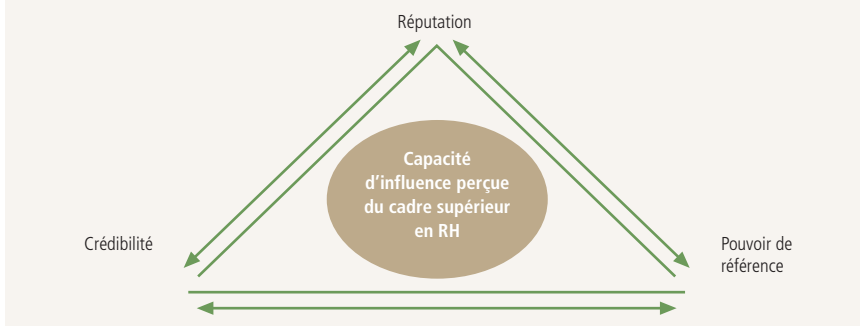 Réputation
Capacité
d’influence perçue
du cadre supérieur
en RH
Crédibilité
Pouvoir de
référence